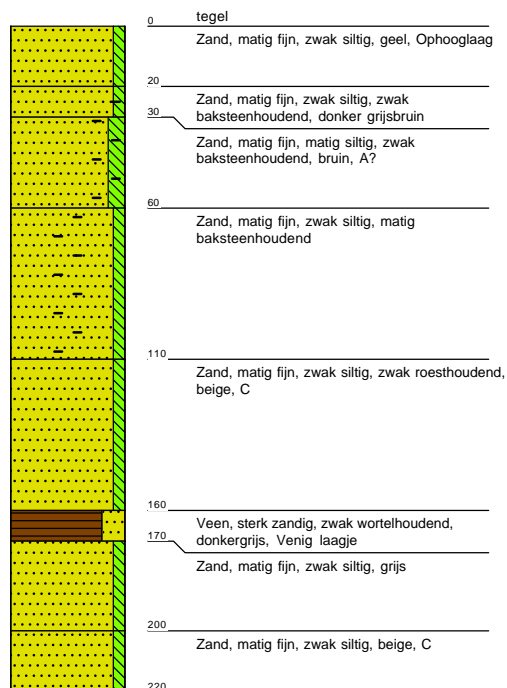 0
tegel
Zand, matig fijn, zwak siltig, geel, Ophooglaag
20
Zand, matig fijn, zwak siltig, zwak
baksteenhoudend, donker grijsbruin
30
Zand, matig fijn, matig siltig, zwak
baksteenhoudend, bruin, A?
60
Zand, matig fijn, zwak siltig, matig
baksteenhoudend
110
Zand, matig fijn, zwak siltig, zwak roesthoudend,
beige, C
160
Veen, sterk zandig, zwak wortelhoudend,
donkergrijs, Venig laagje
170
Zand, matig fijn, zwak siltig, grijs
200
Zand, matig fijn, zwak siltig, beige, C
220